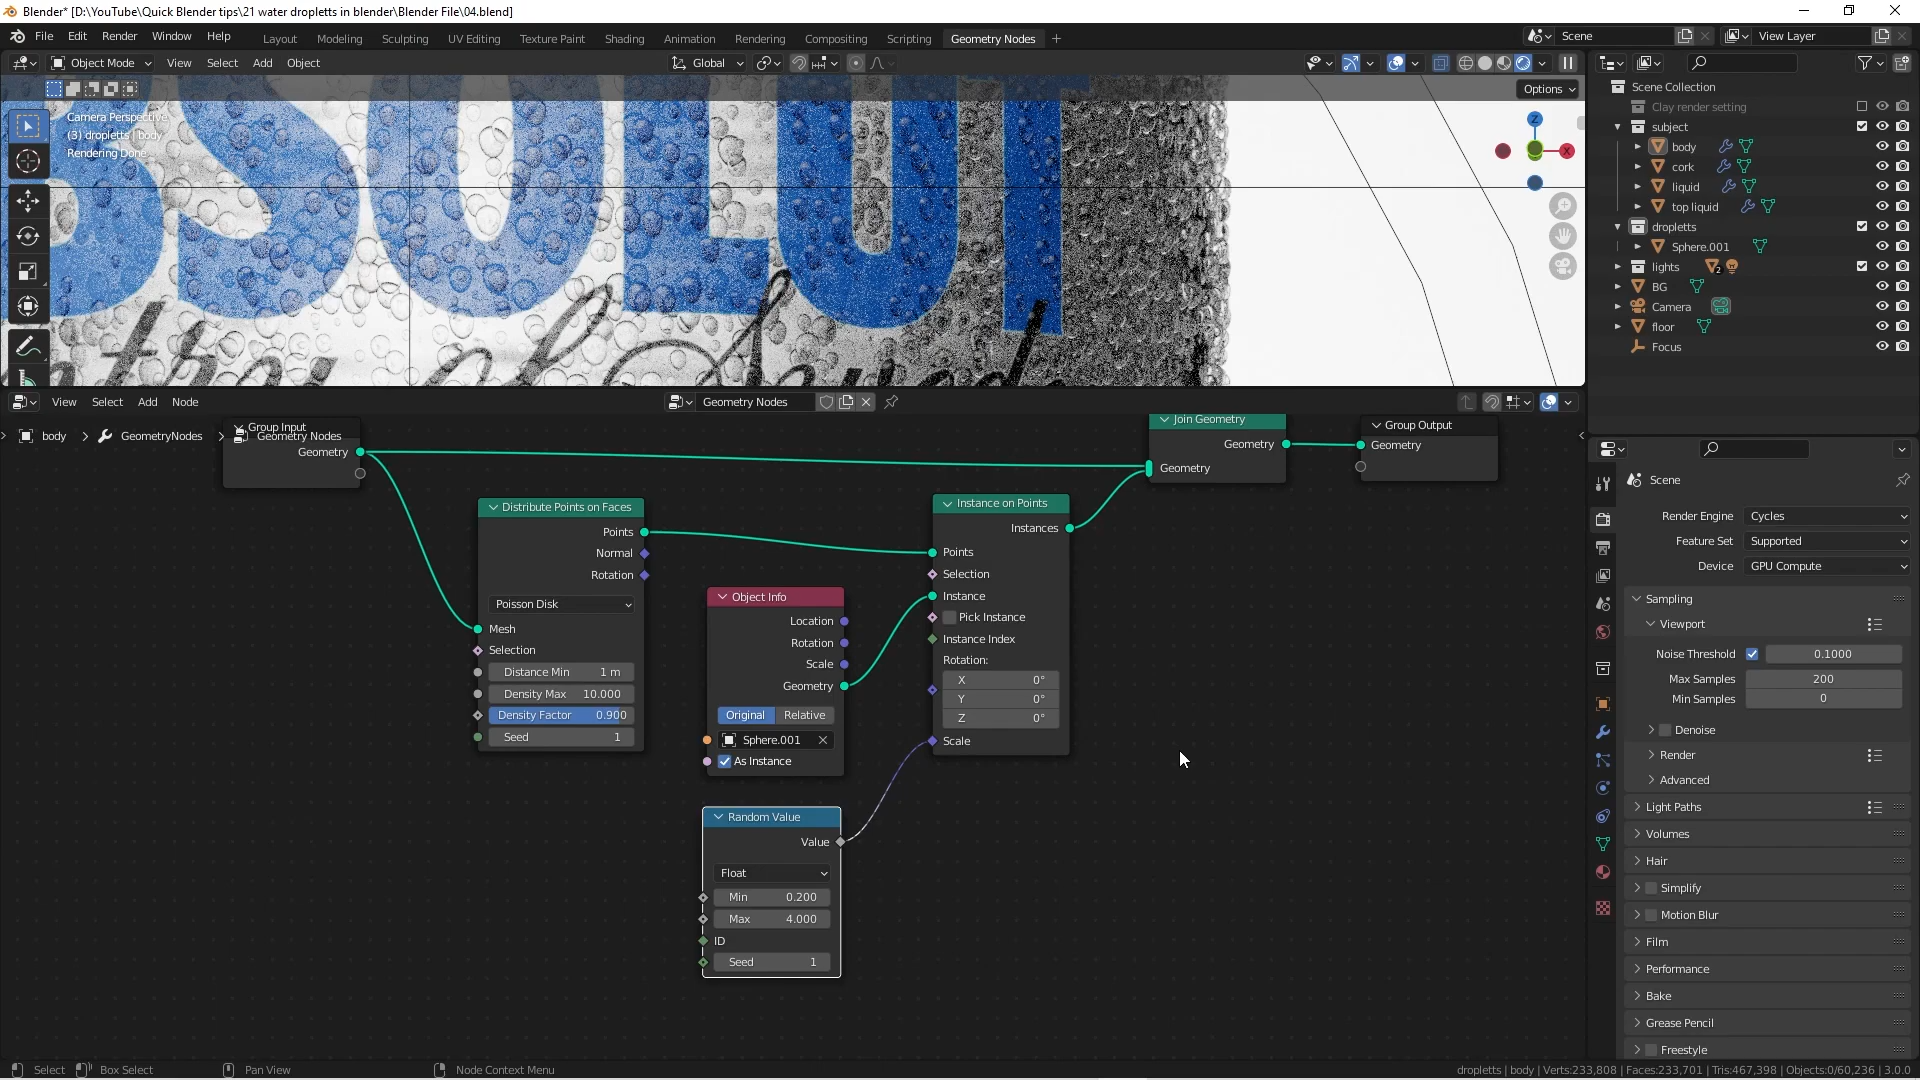 Blender* [D:\YouTube\Quick Blender tips\21 water dropletts in blender\Blender File\04.blend]
File Edit Render Window Help
Layout Modeling Sculpting UV Editing Texture Paint Shading Animation Rendering Compositing Scripting Geometry Nodes +
Scene
View Layer
Object Mode View Select Add Object
Global
Options
Camera Perspective
(3) dropletts | body
Rendering Done
Z
X
SOLUT
Scene Collection
Clay render setting
subject
body
cork
liquid
top liquid
dropletts
Sphere.001
lights
2
BG
Camera
floor
Focus
View Select Add Node
Geometry Nodes
body > GeometryNodes > Geometry Nodes
Group Input
Geometry
Distribute Points on Faces
Points
Normal
Rotation
Poisson Disk
Mesh
Selection
Distance Min 1 m
Density Max 10.000
Density Factor 0.900
Seed 1
Object Info
Location
Rotation
Scale
Geometry
Original Relative
Sphere.001
As Instance
Random Value
Value
Float
Min 0.200
Max 4.000
ID
Seed 1
Instance on Points
Instances
Points
Selection
Instance
Pick Instance
Instance Index
Rotation:
X 0°
Y 0°
Z 0°
Scale
Join Geometry
Geometry
Geometry
Group Output
Geometry
Scene
Render Engine Cycles
Feature Set Supported
Device GPU Compute
Sampling
Viewport
Noise Threshold 0.1000
Max Samples 200
Min Samples 0
Denoise
Render
Advanced
Light Paths
Volumes
Hair
Simplify
Motion Blur
Film
Performance
Bake
Grease Pencil
Freestyle
Select Box Select Pan View Node Context Menu
dropletts | body | Verts:233,808 | Faces:233,701 | Tris:467,398 | Objects:0/60,236 | 3.0.0